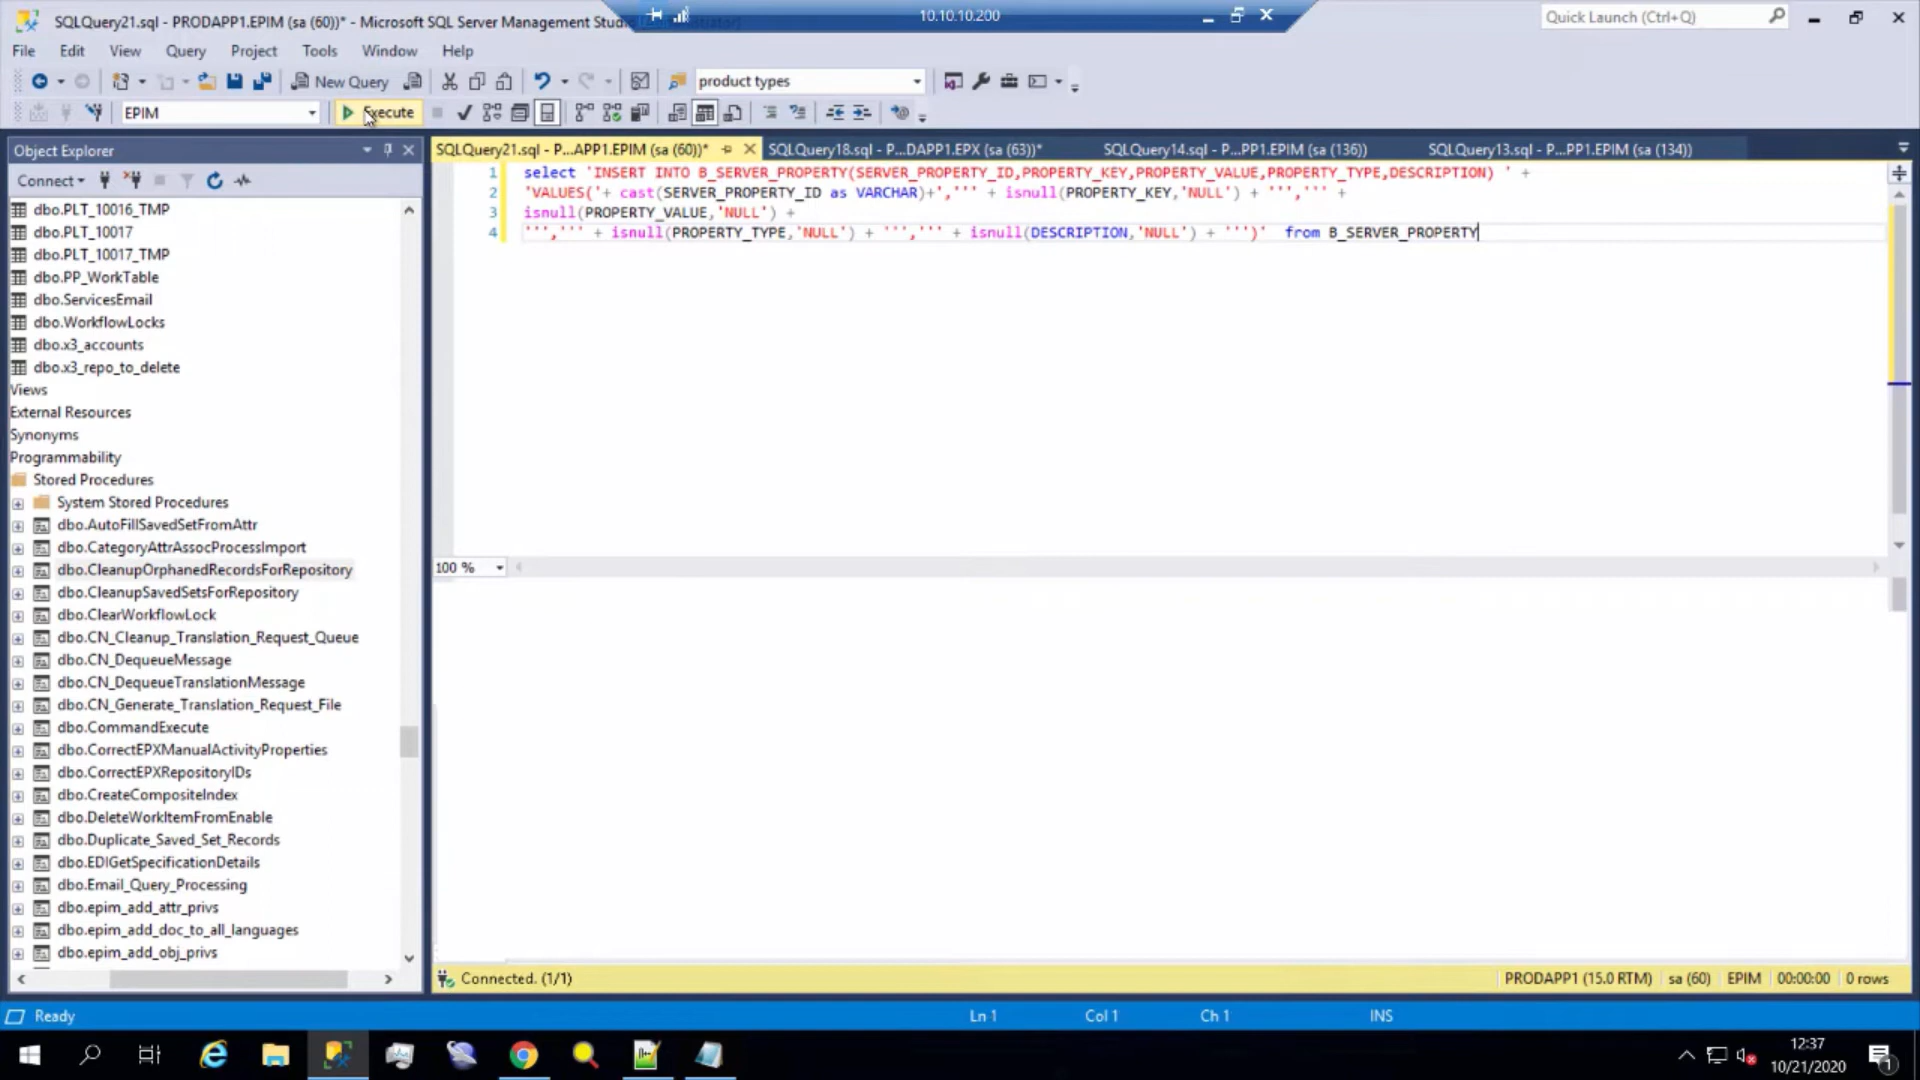 SQLQuery21.sql - PRODAPP1.EPIM (sa (60))* - Microsoft SQL Server Management Studio
10.10.10.200
Quick Launch (Ctrl+Q)
File Edit View Query Project Tools Window Help
New Query
product types
EPIM
Execute
Object Explorer
SQLQuery21.sql - P...APP1.EPIM (sa (60))*
SQLQuery18.sql - P...DAPP1.EPX (sa (63))*
SQLQuery14.sql - P...PP1.EPIM (sa (136))
SQLQuery13.sql - P...PP1.EPIM (sa (134))
Connect
1 select 'INSERT INTO B_SERVER_PROPERTY(SERVER_PROPERTY_ID,PROPERTY_KEY,PROPERTY_VALUE,PROPERTY_TYPE,DESCRIPTION) ' +
2 'VALUES('+ cast(SERVER_PROPERTY_ID as VARCHAR)+',''' + isnull(PROPERTY_KEY,'NULL') + ''',''' +
3 isnull(PROPERTY_VALUE,'NULL') +
4 ''',''' + isnull(PROPERTY_TYPE,'NULL') + ''',''' + isnull(DESCRIPTION,'NULL') + ''')' from B_SERVER_PROPERTY
dbo.PLT_10016_TMP
dbo.PLT_10017
dbo.PLT_10017_TMP
dbo.PP_WorkTable
dbo.ServicesEmail
dbo.WorkflowLocks
dbo.x3_accounts
dbo.x3_repo_to_delete
Views
External Resources
Synonyms
Programmability
Stored Procedures
System Stored Procedures
dbo.AutoFillSavedSetFromAttr
dbo.CategoryAttrAssocProcessImport
dbo.CleanupOrphanedRecordsForRepository
dbo.CleanupSavedSetsForRepository
dbo.ClearWorkflowLock
dbo.CN_Cleanup_Translation_Request_Queue
dbo.CN_DequeueMessage
dbo.CN_DequeueTranslationMessage
dbo.CN_Generate_Translation_Request_File
dbo.CommandExecute
dbo.CorrectEPXManualActivityProperties
dbo.CorrectEPXRepositoryIDs
dbo.CreateCompositeIndex
dbo.DeleteWorkItemFromEnable
dbo.Duplicate_Saved_Set_Records
dbo.EDIGetSpecificationDetails
dbo.Email_Query_Processing
dbo.epim_add_attr_privs
dbo.epim_add_doc_to_all_languages
dbo.epim_add_obj_privs
100 %
Connected. (1/1)
PRODAPP1 (15.0 RTM) sa (60) EPIM 00:00:00 0 rows
Ready
Ln 1 Col 1 Ch 1 INS
12:37
10/21/2020
1